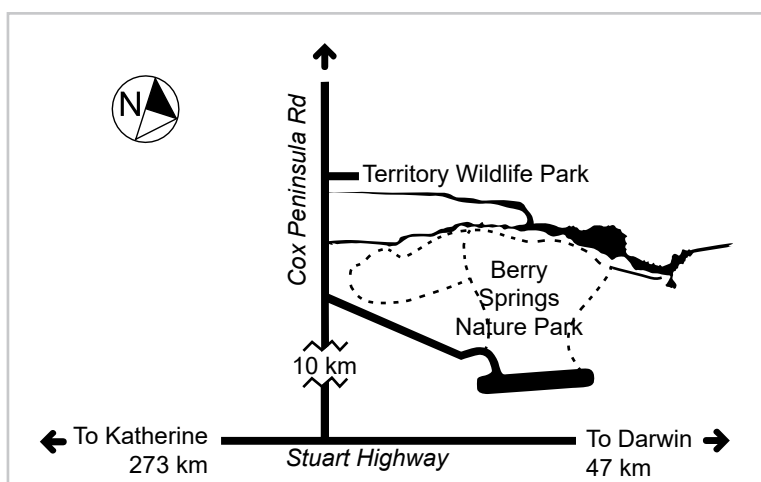 N
Cox Peninsula Rd
Territory Wildlife Park
Berry
Springs
Nature Park
10 km
To Katherine
273 km
Stuart Highway
To Darwin
47 km